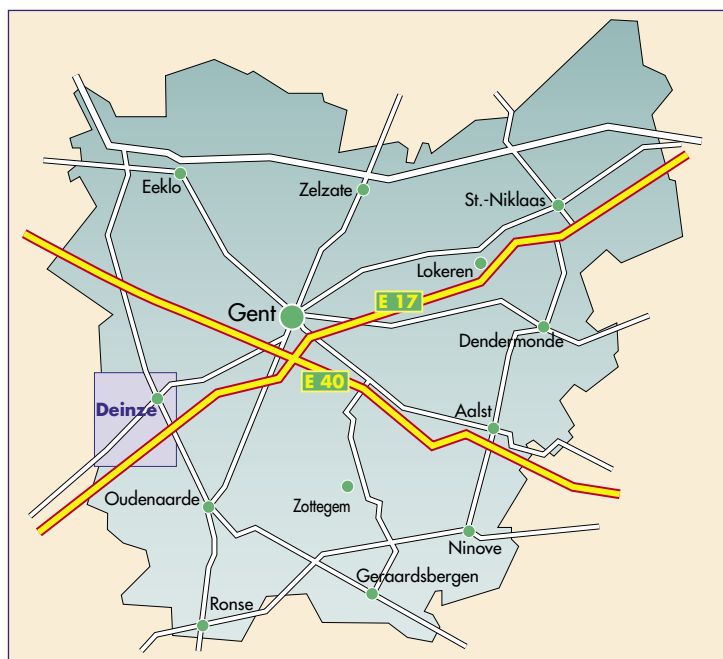 Eeklo
Zelzate
St.-Niklaas
Lokeren
Gent
E 17
Dendermonde
E 40
Deinze
Aalst
Oudenaarde
Zottegem
Ninove
Geraardsbergen
Ronse